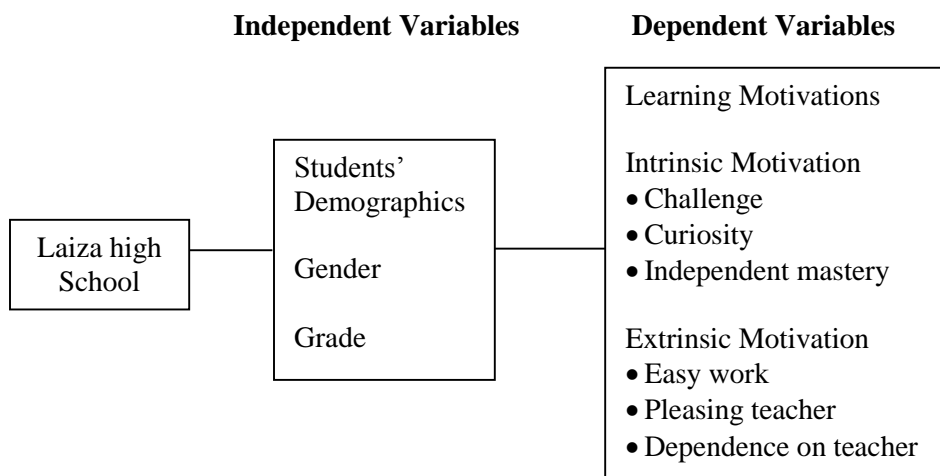 Independent Variables
Dependent Variables
Laiza high
School
Students’
Demographics
Gender
Grade
Learning Motivations
Intrinsic Motivation
• Challenge
• Curiosity
• Independent mastery
Extrinsic Motivation
• Easy work
• Pleasing teacher
• Dependence on teacher